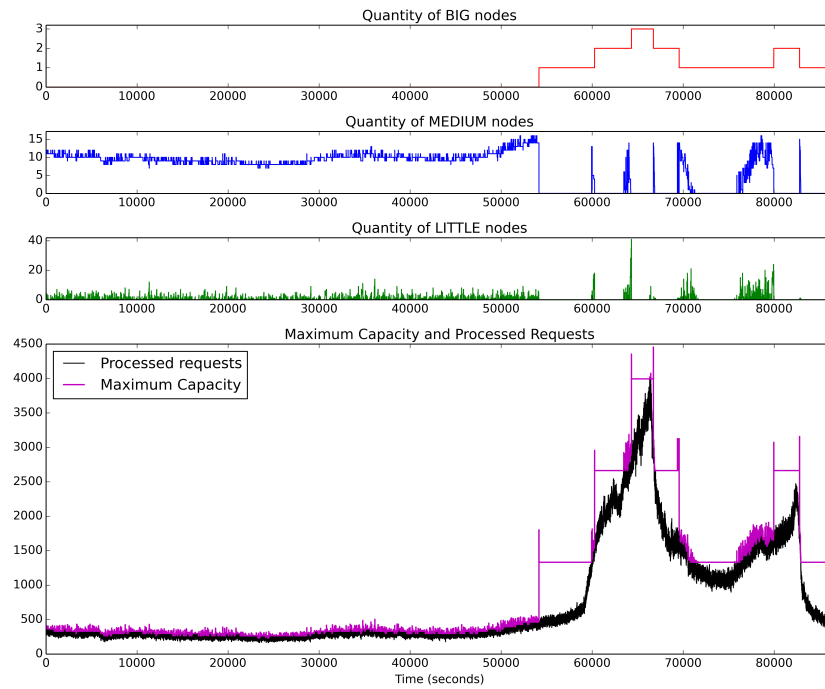 Quantity of BIG nodes
3
2
1
0
0 10000 20000 30000 40000 50000 60000 70000 80000
Quantity of MEDIUM nodes
15
10
5
0
0 10000 20000 30000 40000 50000 60000 70000 80000
Quantity of LITTLE nodes
40
20
0
0 10000 20000 30000 40000 50000 60000 70000 80000
Maximum Capacity and Processed Requests
4500
Processed requests
Maximum Capacity
4000
3500
3000
2500
2000
1500
1000
500
0
0 10000 20000 30000 40000 50000 60000 70000 80000
Time (seconds)